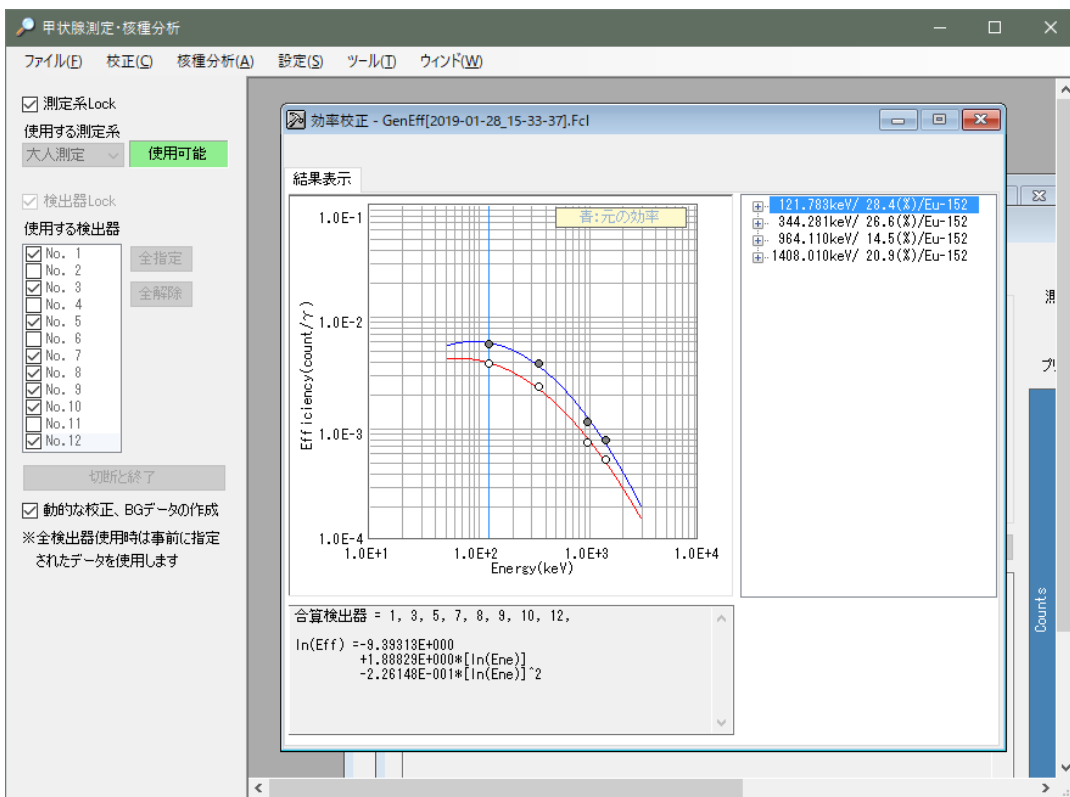 甲状腺測定・核種分析
ファイル(F) 校正(C) 核種分析(A) 設定(S) ツール(T) ウィンドウ(W)
測定系Lock
使用する測定系
大人測定 使用可能
検出器Lock
使用する検出器
No. 1
No. 2
No. 3
No. 4
No. 5
No. 6
No. 7
No. 8
No. 9
No.10
No.11
No.12
全指定
全解除
切断と終了
動的な校正、BGデータの作成
※全検出器使用時は事前に指定
されたデータを使用します
効率校正 - GenEff[2019-01-28_15-33-37].Fcl
結果表示
青:元の効率
1.0E-1
1.0E-2
1.0E-3
1.0E-4
Efficiency(count/γ)
1.0E+1 1.0E+2 1.0E+3 1.0E+4
Energy(keV)
121.783keV/ 28.4(%)/Eu-152
344.281keV/ 26.6(%)/Eu-152
964.110keV/ 14.5(%)/Eu-152
1408.010keV/ 20.9(%)/Eu-152
合算検出器 = 1, 3, 5, 7, 8, 9, 10, 12,
ln(Eff) =-9.39313E+000
+1.88829E+000*[ln(Ene)]
-2.26148E-001*[ln(Ene)]^2
Counts